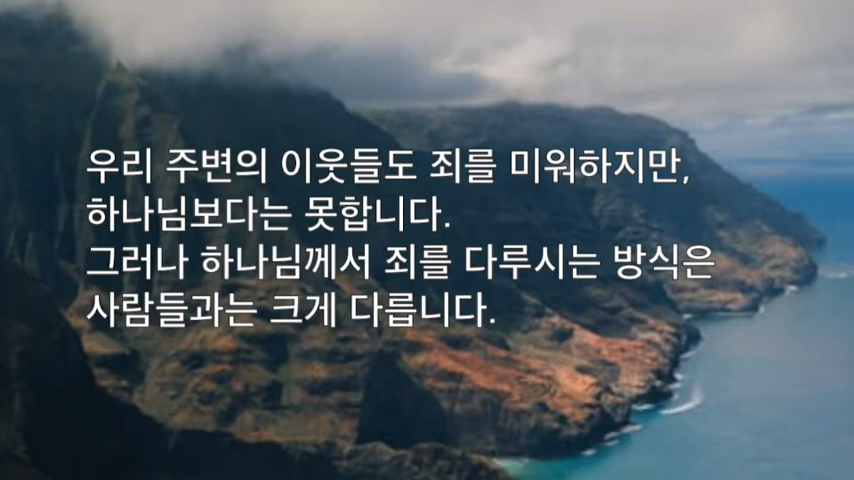 우리 주변의 이웃들도 죄를 미워하지만,
하나님보다는 못합니다.
그러나 하나님께서 죄를 다루시는 방식은
사람들과는 크게 다릅니다.